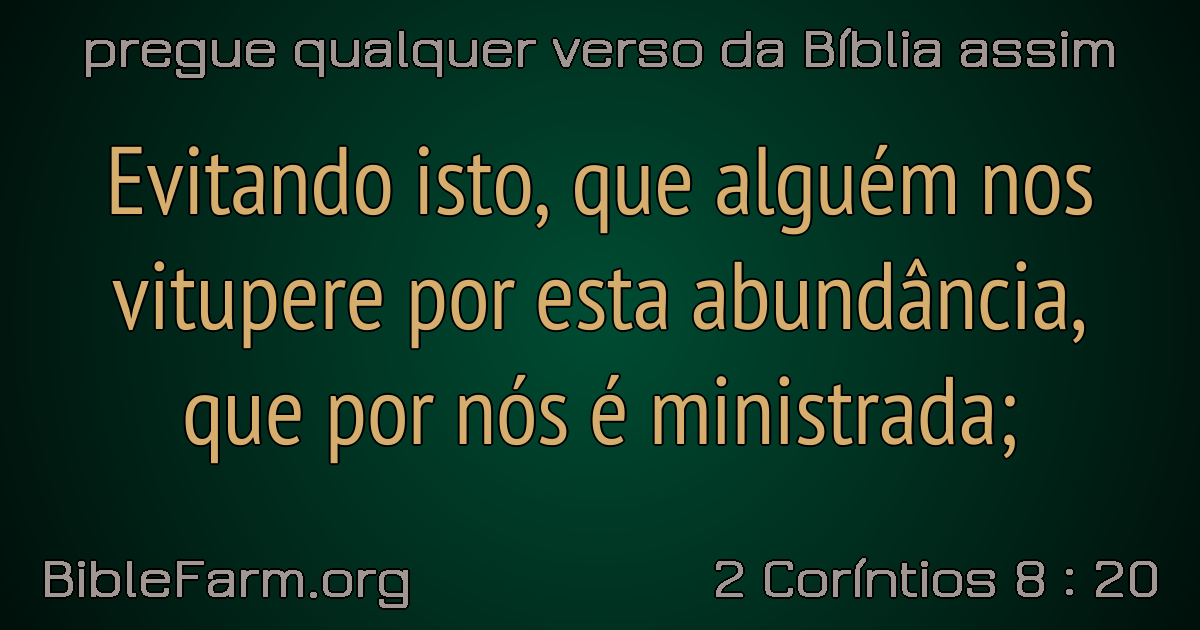 pregue qualquer verso da Bíblia assim
Evitando isto, que alguém nos
vitupere por esta abundância,
que por nós é ministrada;
BibleFarm.org
2 Coríntios 8 : 20